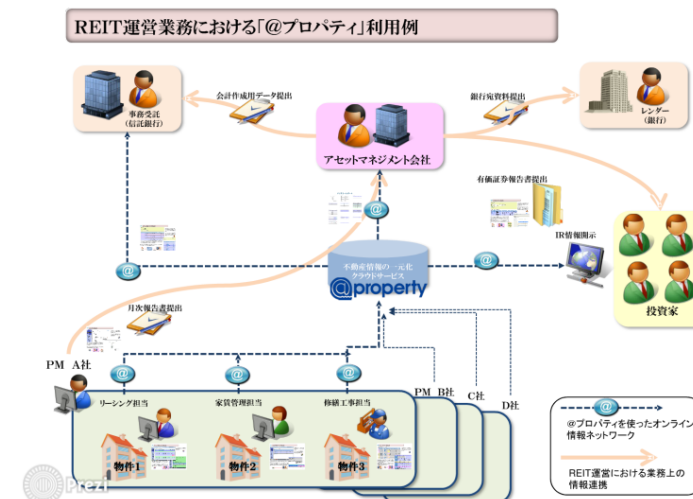 REIT運営業務における「@プロパティ」利用例
事務受託
(信託銀行)
会計作成用データ提出
アセットマネジメント会社
銀行宛資料提出
レンダー
(銀行)
有価証券報告書提出
IR情報開示
投資家
@
@
@
不動産情報の一元化
クラウドサービス
@property
月次報告書提出
PM A社
@
@
@
リーシング担当
家賃管理担当
修繕工事担当
PM B社
C社
D社
物件1
物件2
物件3
@
@プロパティを使ったオンライン
情報ネットワーク
REIT運営における業務上の
情報連携
Prezi